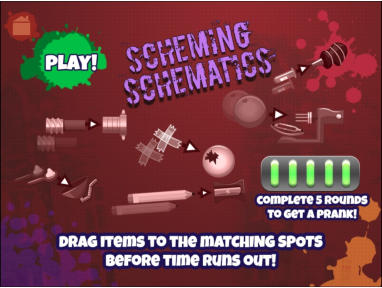 PLAY!
SCHEMING
SCHEMATICS
COMPLETE 5 ROUNDS
TO GET A PRANK!
DRAG ITEMS TO THE MATCHING SPOTS
BEFORE TIME RUNS OUT!